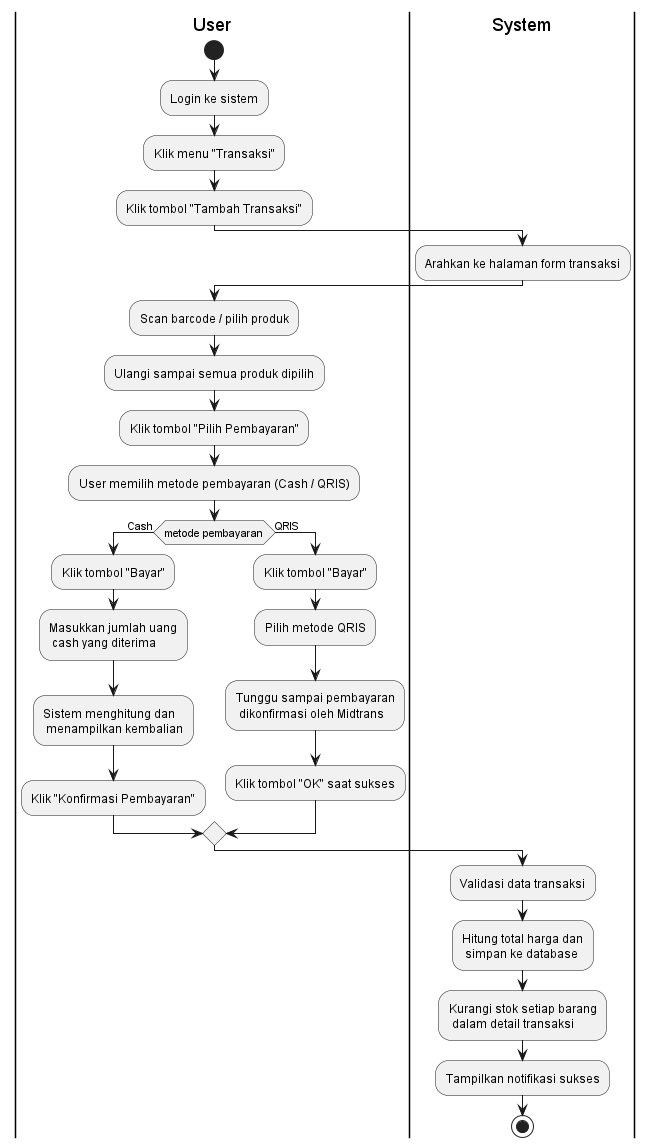 User
System
Login ke sistem
Klik menu "Transaksi"
Klik tombol "Tambah Transaksi"
Arahkan ke halaman form transaksi
Scan barcode / pilih produk
Ulangi sampai semua produk dipilih
Klik tombol "Pilih Pembayaran"
User memilih metode pembayaran (Cash / QRIS)
Cash
metode pembayaran
QRIS
Klik tombol "Bayar"
Masukkan jumlah uang
cash yang diterima
Sistem menghitung dan
menampilkan kembalian
Klik "Konfirmasi Pembayaran"
Klik tombol "Bayar"
Pilih metode QRIS
Tunggu sampai pembayaran
dikonfirmasi oleh Midtrans
Klik tombol "OK" saat sukses
Validasi data transaksi
Hitung total harga dan
simpan ke database
Kurangi stok setiap barang
dalam detail transaksi
Tampilkan notifikasi sukses